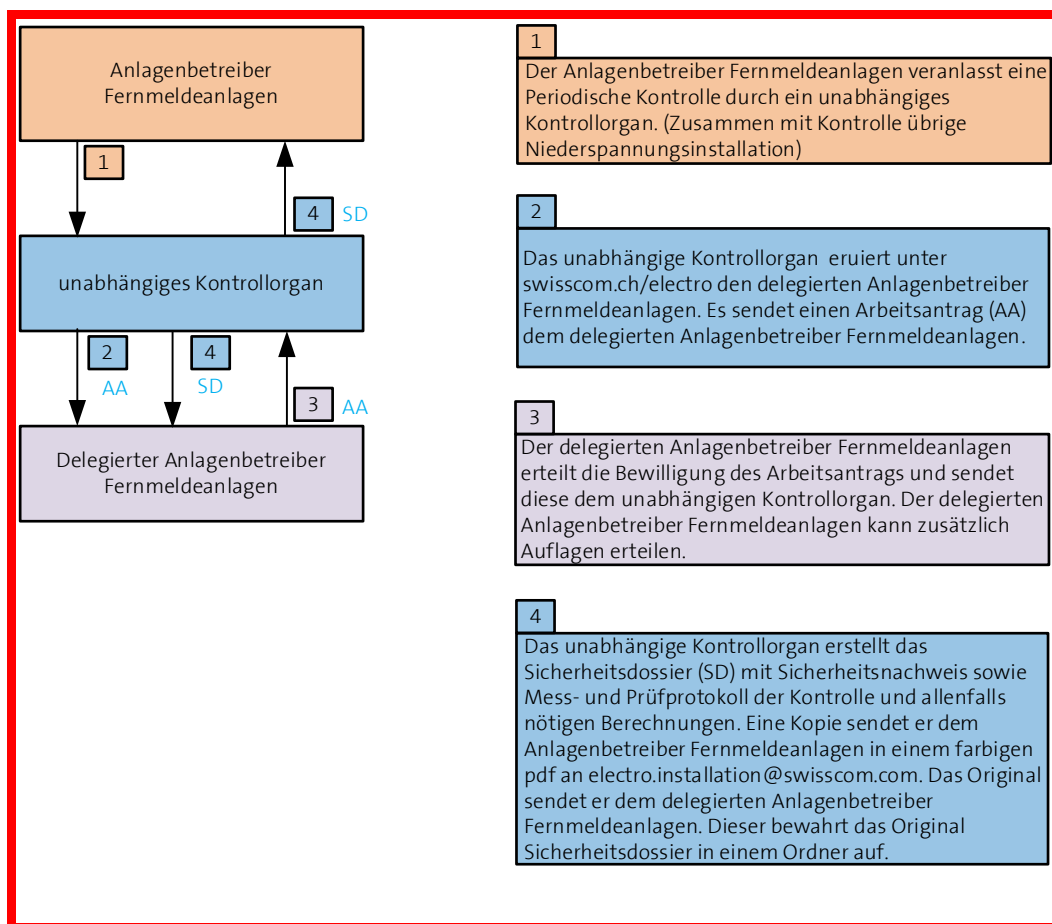 Anlagenbetreiber
Fernmeldeanlagen
1
4 SD
unabhängiges Kontrollorgan
2
AA
4
SD
3 AA
Delegierter Anlagenbetreiber
Fernmeldeanlagen
1
Der Anlagenbetreiber Fernmeldeanlagen veranlasst eine
Periodische Kontrolle durch ein unabhängiges
Kontrollorgan. (Zusammen mit Kontrolle übrige
Niederspannungsinstallation)
2
Das unabhängige Kontrollorgan eruiert unter
swisscom.ch/electro den delegierten Anlagenbetreiber
Fernmeldeanlagen. Es sendet einen Arbeitsantrag (AA)
dem delegierten Anlagenbetreiber Fernmeldeanlagen.
3
Der delegierten Anlagenbetreiber Fernmeldeanlagen
erteilt die Bewilligung des Arbeitsantrags und sendet
diese dem unabhängigen Kontrollorgan. Der delegierten
Anlagenbetreiber Fernmeldeanlagen kann zusätzlich
Auflagen erteilen.
4
Das unabhängige Kontrollorgan erstellt das
Sicherheitsdossier (SD) mit Sicherheitsnachweis sowie
Mess- und Prüfprotokoll der Kontrolle und allenfalls
nötigen Berechnungen. Eine Kopie sendet er dem
Anlagenbetreiber Fernmeldeanlagen in einem farbigen
pdf an electro.installation@swisscom.com. Das Original
sendet er dem delegierten Anlagenbetreiber
Fernmeldeanlagen. Dieser bewahrt das Original
Sicherheitsdossier in einem Ordner auf.